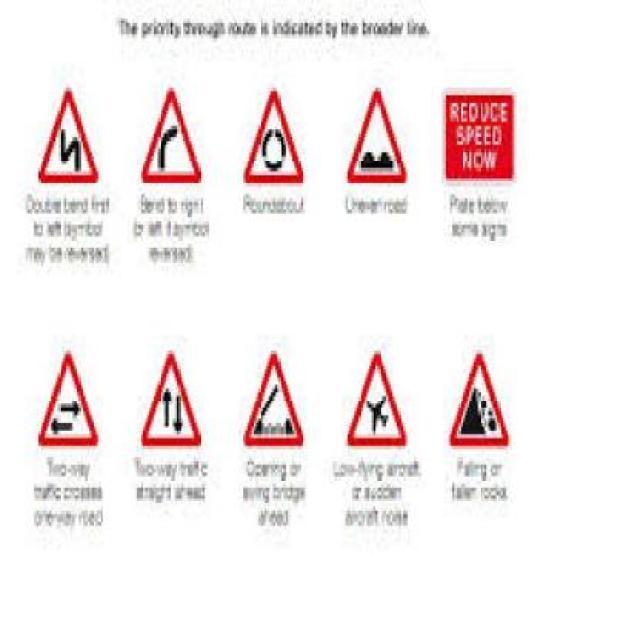 The priority through route is indicated by the broader line.
REDUCE
SPEED
NOW
Double bend first
to left (symbol
may be reversed)
Bend to right
(or left if symbol
reversed)
Roundabout
Uneven road
Plate below
some signs
Two-way
traffic crosses
one-way road
Two-way traffic
straight ahead
Opening or
swing bridge
ahead
Low-flying aircraft
or sudden
aircraft noise
Falling or
fallen rocks